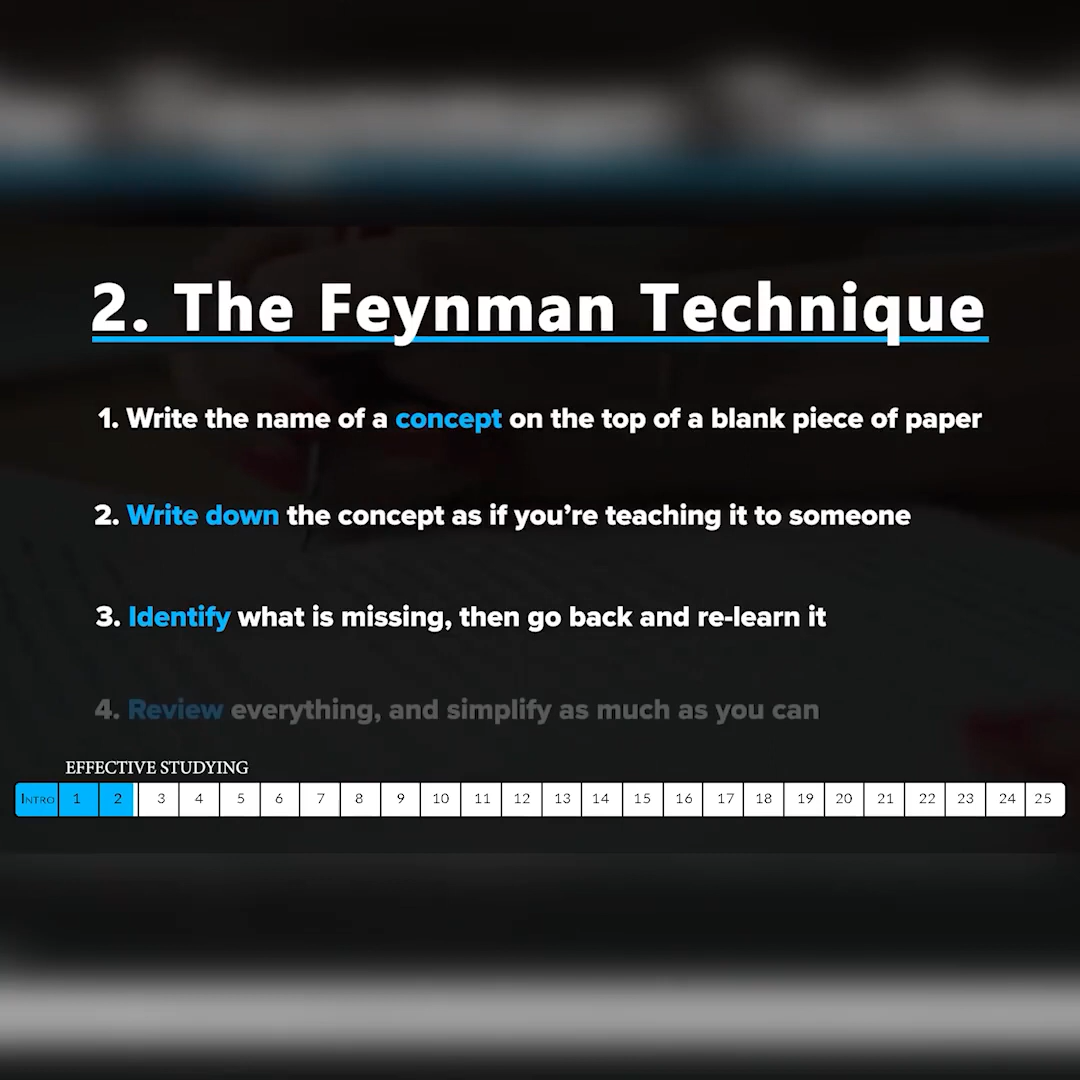 2. The Feynman Technique
1. Write the name of a concept on the top of a blank piece of paper
2. Write down the concept as if you’re teaching it to someone
3. Identify what is missing, then go back and re-learn it
4. Review everything, and simplify as much as you can
EFFECTIVE STUDYING
INTRO 1 2 3 4 5 6 7 8 9 10 11 12 13 14 15 16 17 18 19 20 21 22 23 24 25